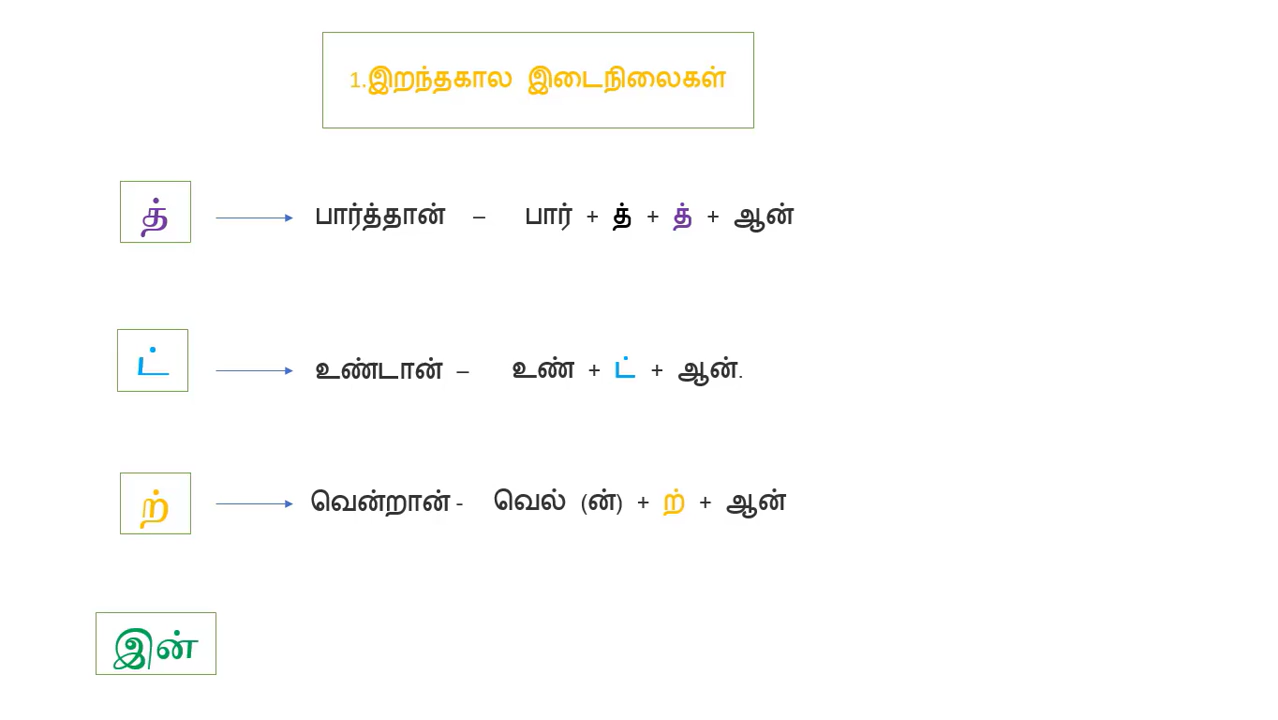 1.இறந்தகால இடைநிலைகள்
த் பார்த்தான் – பார் + த் + த் + ஆன்
ட் உண்டான் – உண் + ட் + ஆன்.
ற் வென்றான் - வெல் (ன்) + ற் + ஆன்
இன்